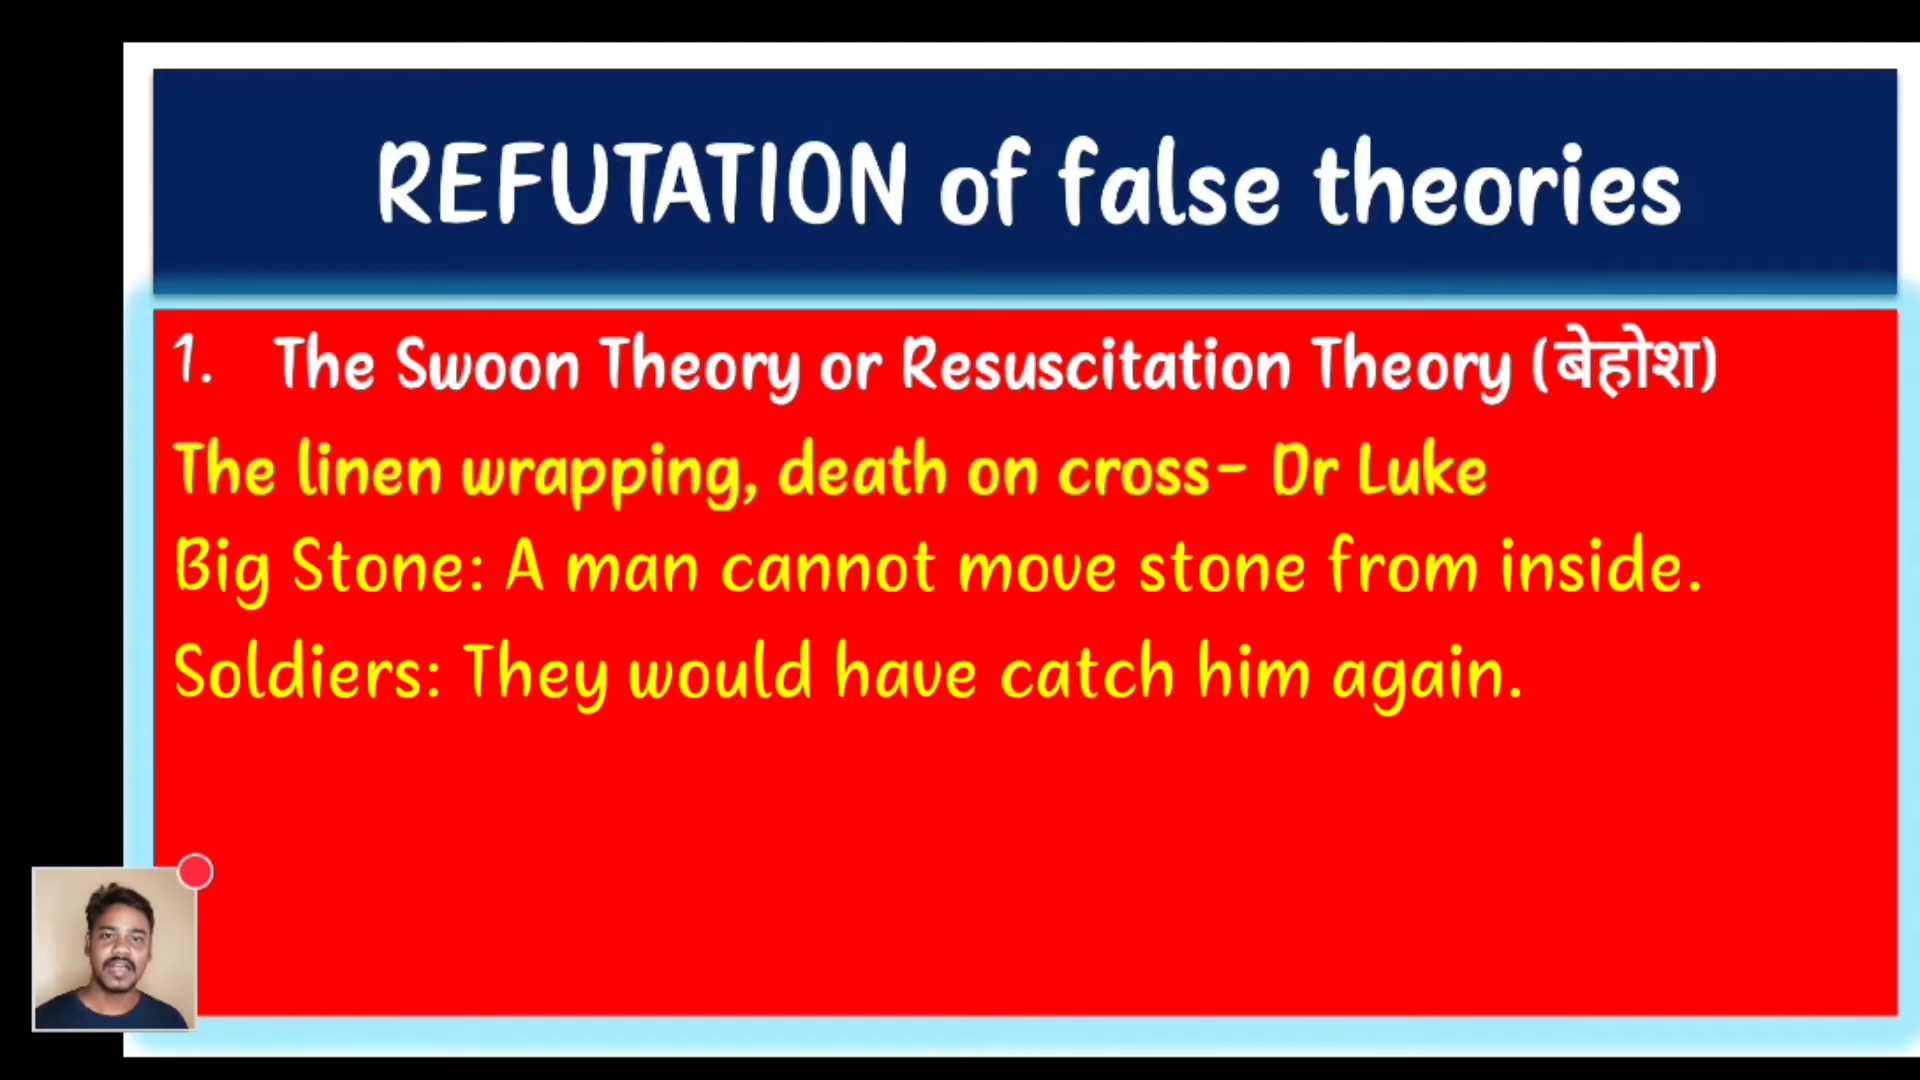 REFUTATION of false theories
1. The Swoon Theory or Resuscitation Theory (बेहोश)
The linen wrapping, death on cross- Dr Luke
Big Stone: A man cannot move stone from inside.
Soldiers: They would have catch him again.